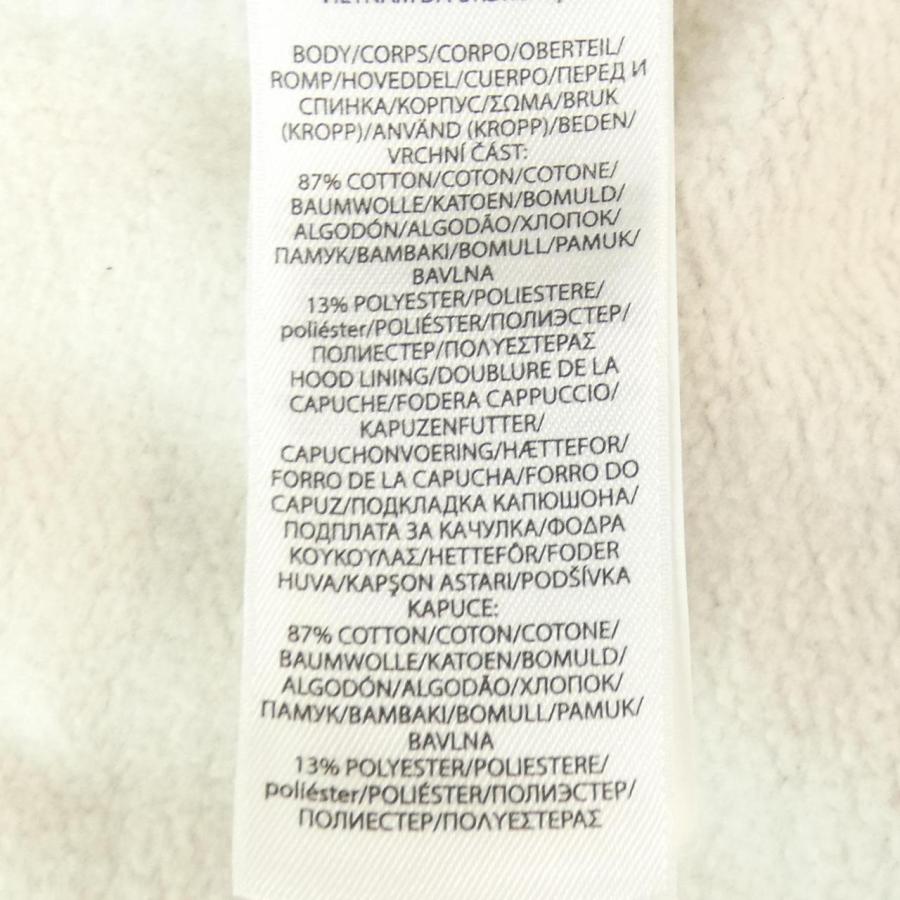 BODY/CORPS/CORPO/OBERTEIL/
ROMP/HOVEDDEL/CUERPO/ПЕРЕД И
СПИНКА/КОРПУС/ΣΩΜΑ/BRUK
(KROPP)/ANVÄND (KROPP)/BEDEN/
VRCHNÍ ČÁST:
87% COTTON/COTON/COTONE/
BAUMWOLLE/KATOEN/BOMULD/
ALGODÓN/ALGODÃO/ХЛОПОК/
ПАМУК/BAMBAKI/BOMULL/PAMUK/
BAVLNA
13% POLYESTER/POLIESTERE/
poliéster/POLIÉSTER/ПОЛИЭСТЕР/
ПОЛИЕСТЕР/ΠΟΛΥΕΣΤΕΡΑΣ
HOOD LINING/DOUBLURE DE LA
CAPUCHE/FODERA CAPPUCCIO/
KAPUZENFUTTER/
CAPUCHONVOERING/HÆTTEFOR/
FORRO DE LA CAPUCHA/FORRO DO
CAPUZ/ПОДКЛАДКА КАПЮШОНА/
ПОДПЛАТА ЗА КАЧУЛКА/ΦΟΔΡΑ
ΚΟΥΚΟΥΛΑΣ/HETTEFÔR/FODER
HUVA/KAPŞON ASTARI/PODŠÍVKA
KAPUCE:
87% COTTON/COTON/COTONE/
BAUMWOLLE/KATOEN/BOMULD/
ALGODÓN/ALGODÃO/ХЛОПОК/
ПАМУК/BAMBAKI/BOMULL/PAMUK/
BAVLNA
13% POLYESTER/POLIESTERE/
poliéster/POLIÉSTER/ПОЛИЭСТЕР/
ПОЛИЕСТЕР/ΠΟΛΥΕΣΤΕΡΑΣ